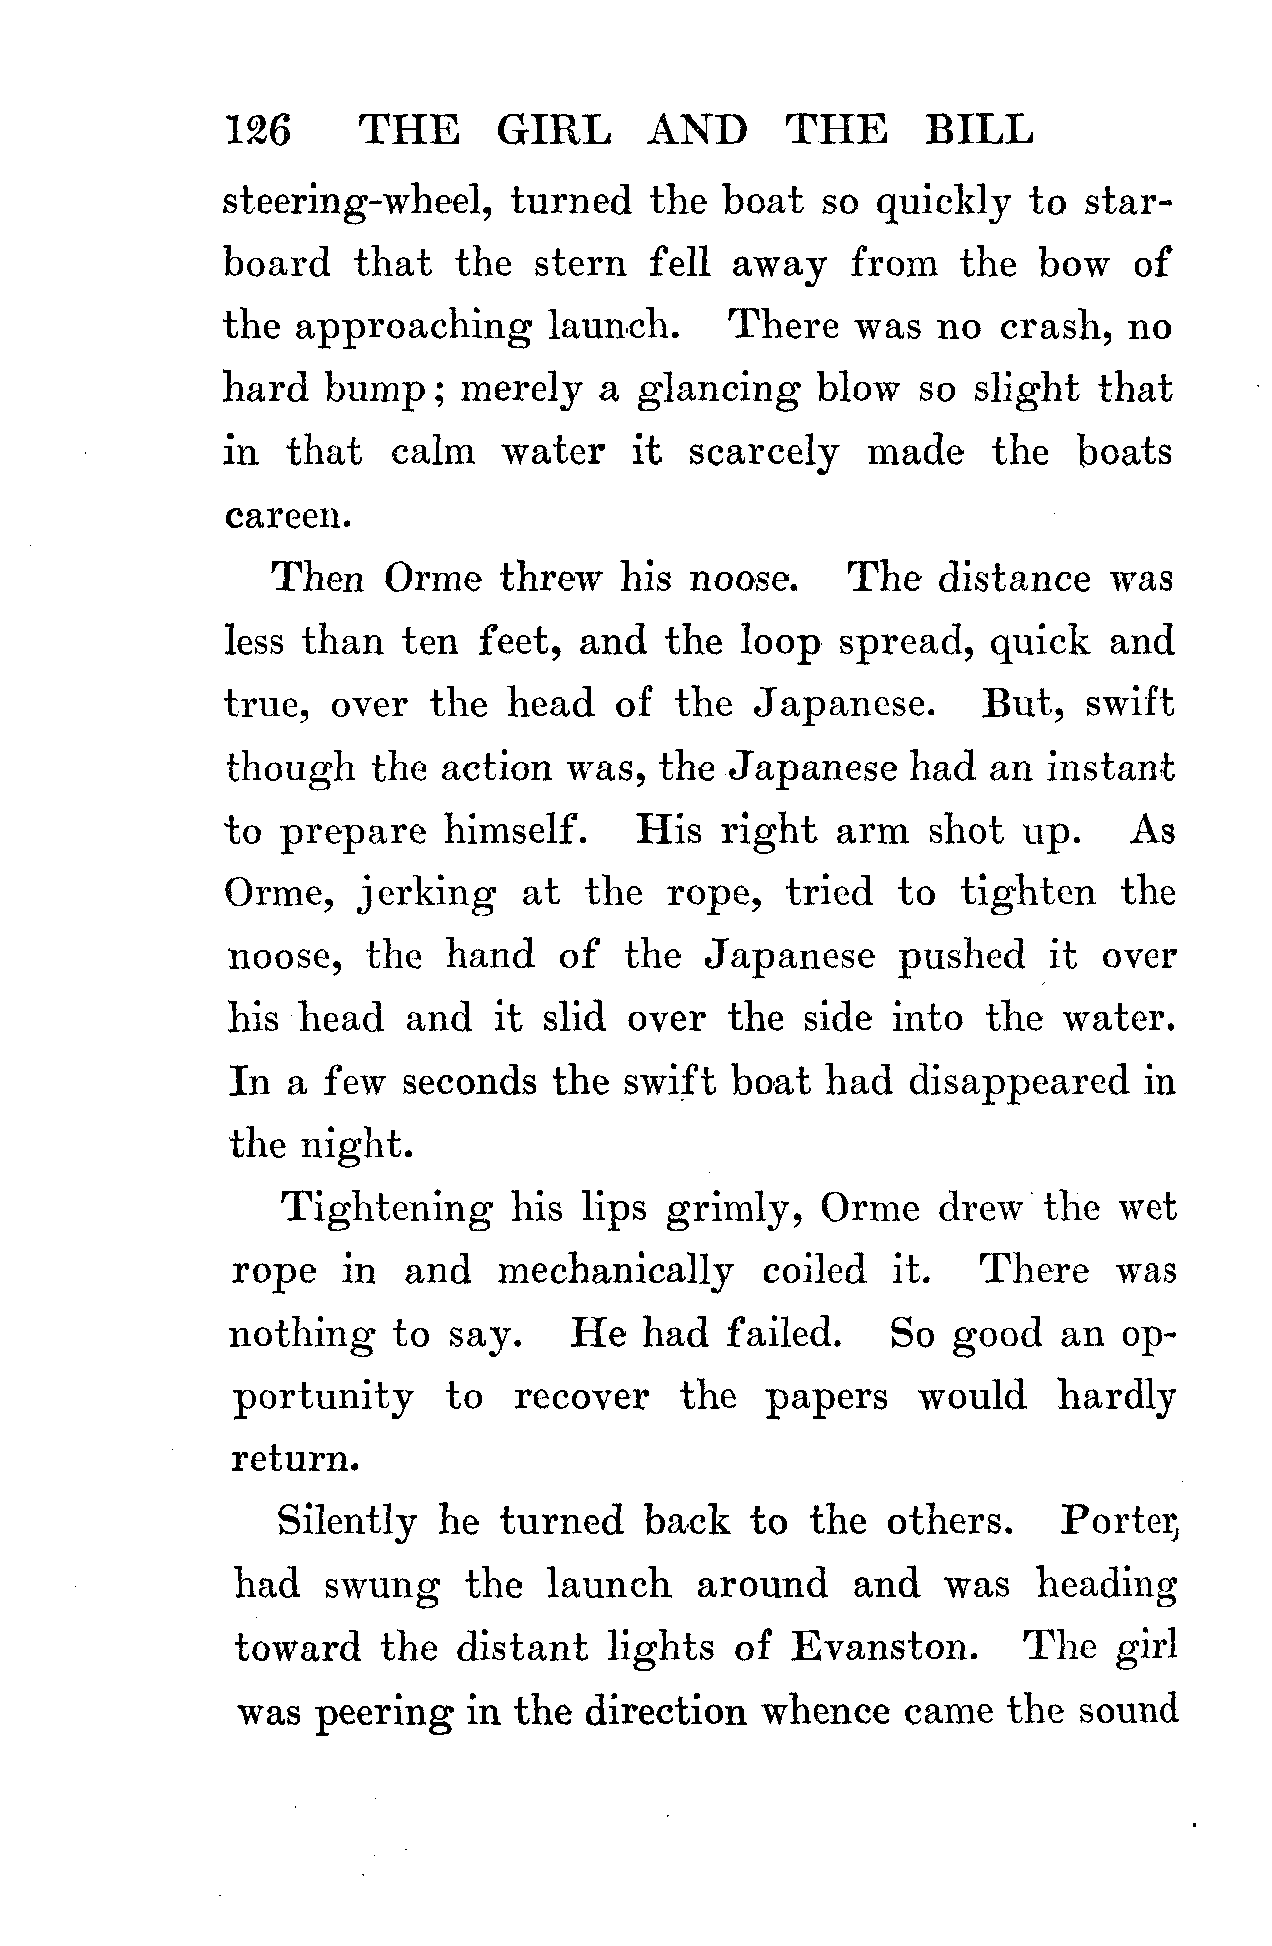 126 THE GIRL AND THE BILL
steering-wheel, turned the boat so quickly to star-
board that the stern fell away from the bow of
the approaching launch. There was no crash, no
hard bump; merely a glancing blow so slight that
in that calm water it scarcely made the boats
careen.
Then Orme threw his noose. The distance was
less than ten feet, and the loop spread, quick and
true, over the head of the Japanese. But, swift
though the action was, the Japanese had an instant
to prepare himself. His right arm shot up. As
Orme, jerking at the rope, tried to tighten the
noose, the hand of the Japanese pushed it over
his head and it slid over the side into the water.
In a few seconds the swift boat had disappeared in
the night.
Tightening his lips grimly, Orme drew the wet
rope in and mechanically coiled it. There was
nothing to say. He had failed. So good an op-
portunity to recover the papers would hardly
return.
Silently he turned back to the others. Porter,
had swung the launch around and was heading
toward the distant lights of Evanston. The girl
was peering in the direction whence came the sound